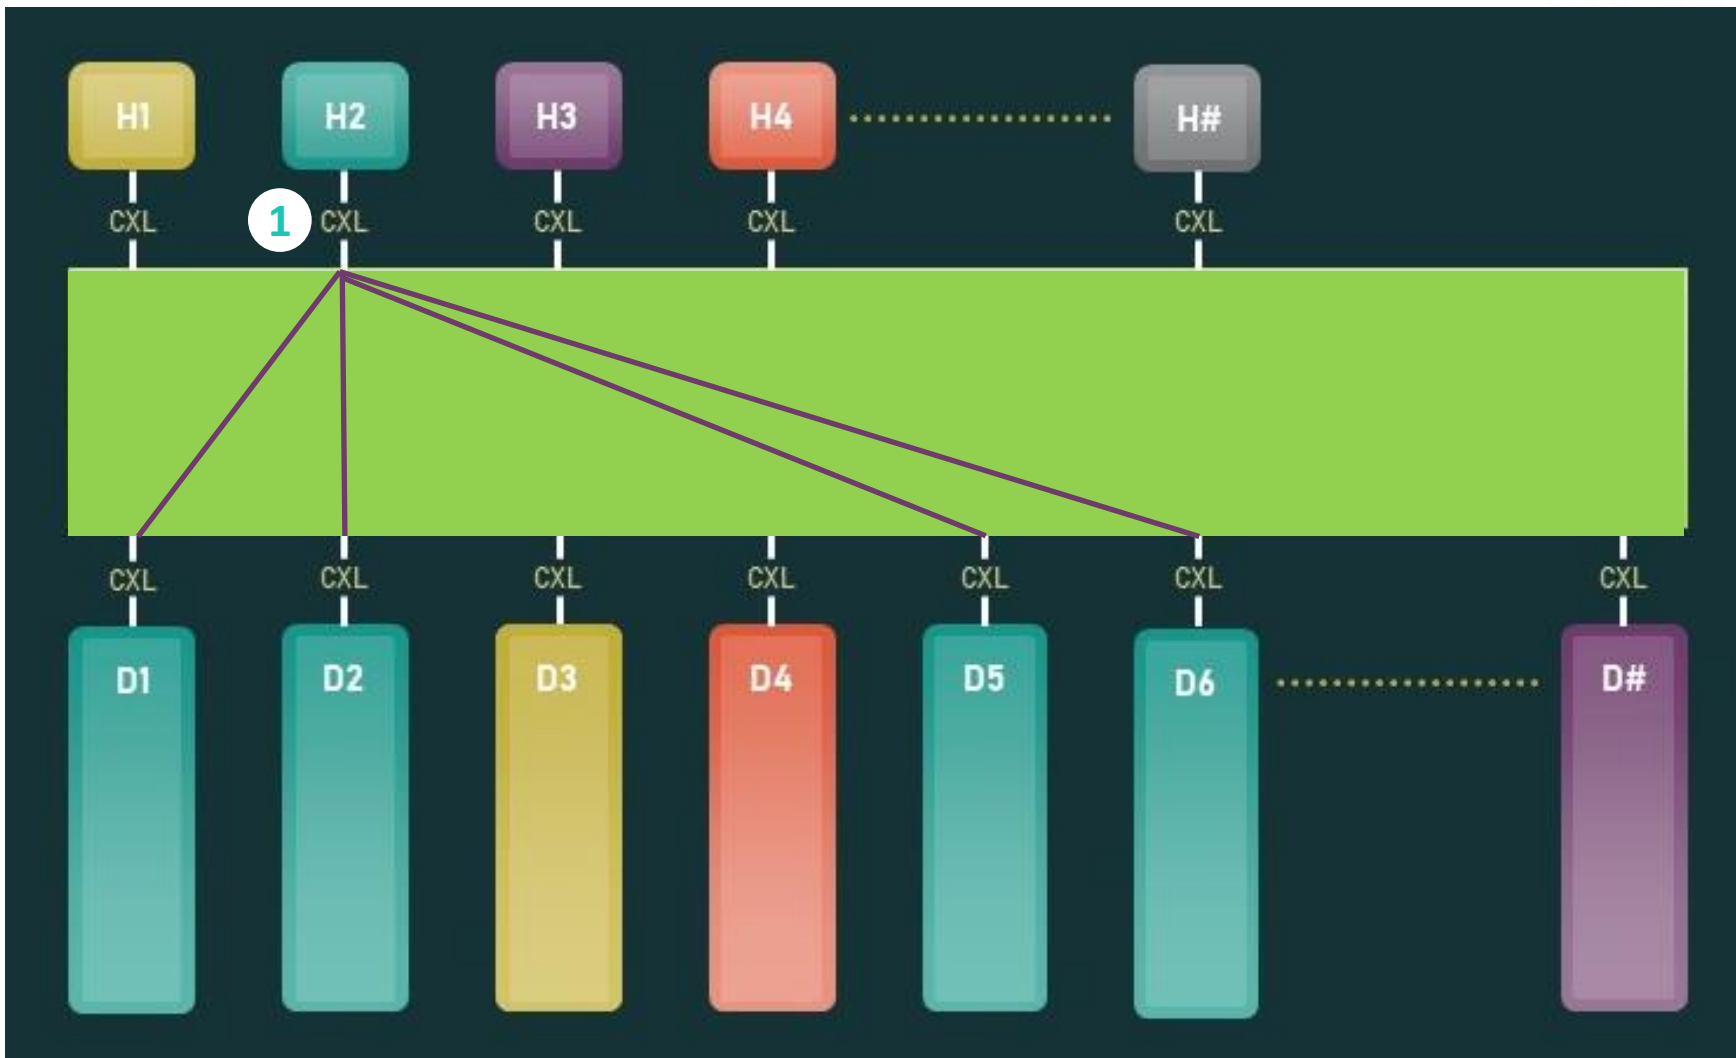 H1 H2 H3 H4 H#
1
CXL CXL CXL CXL CXL
CXL CXL CXL CXL CXL CXL CXL
D1 D2 D3 D4 D5 D6 D#